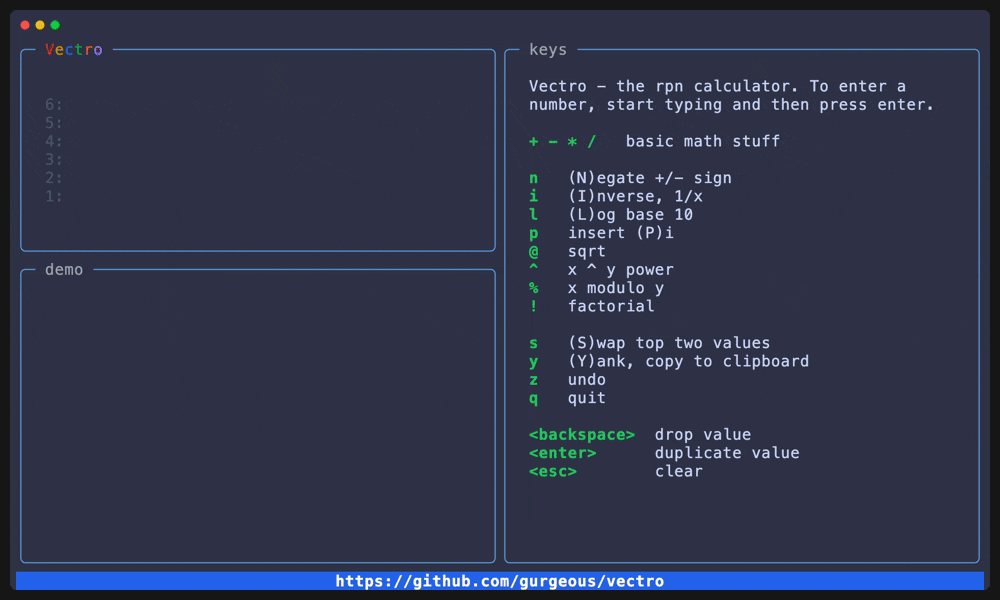 Vectro
6:
5:
4:
3:
2:
1:
demo
keys
Vectro – the rpn calculator. To enter a
number, start typing and then press enter.
+ – * / basic math stuff
n (N)egate +/– sign
i (I)nverse, 1/x
l (L)og base 10
p insert (P)i
@ sqrt
^ x ^ y power
% x modulo y
! factorial
s (S)wap top two values
y (Y)ank, copy to clipboard
z undo
q quit
<backspace> drop value
<enter> duplicate value
<esc> clear
https://github.com/gurgeous/vectro